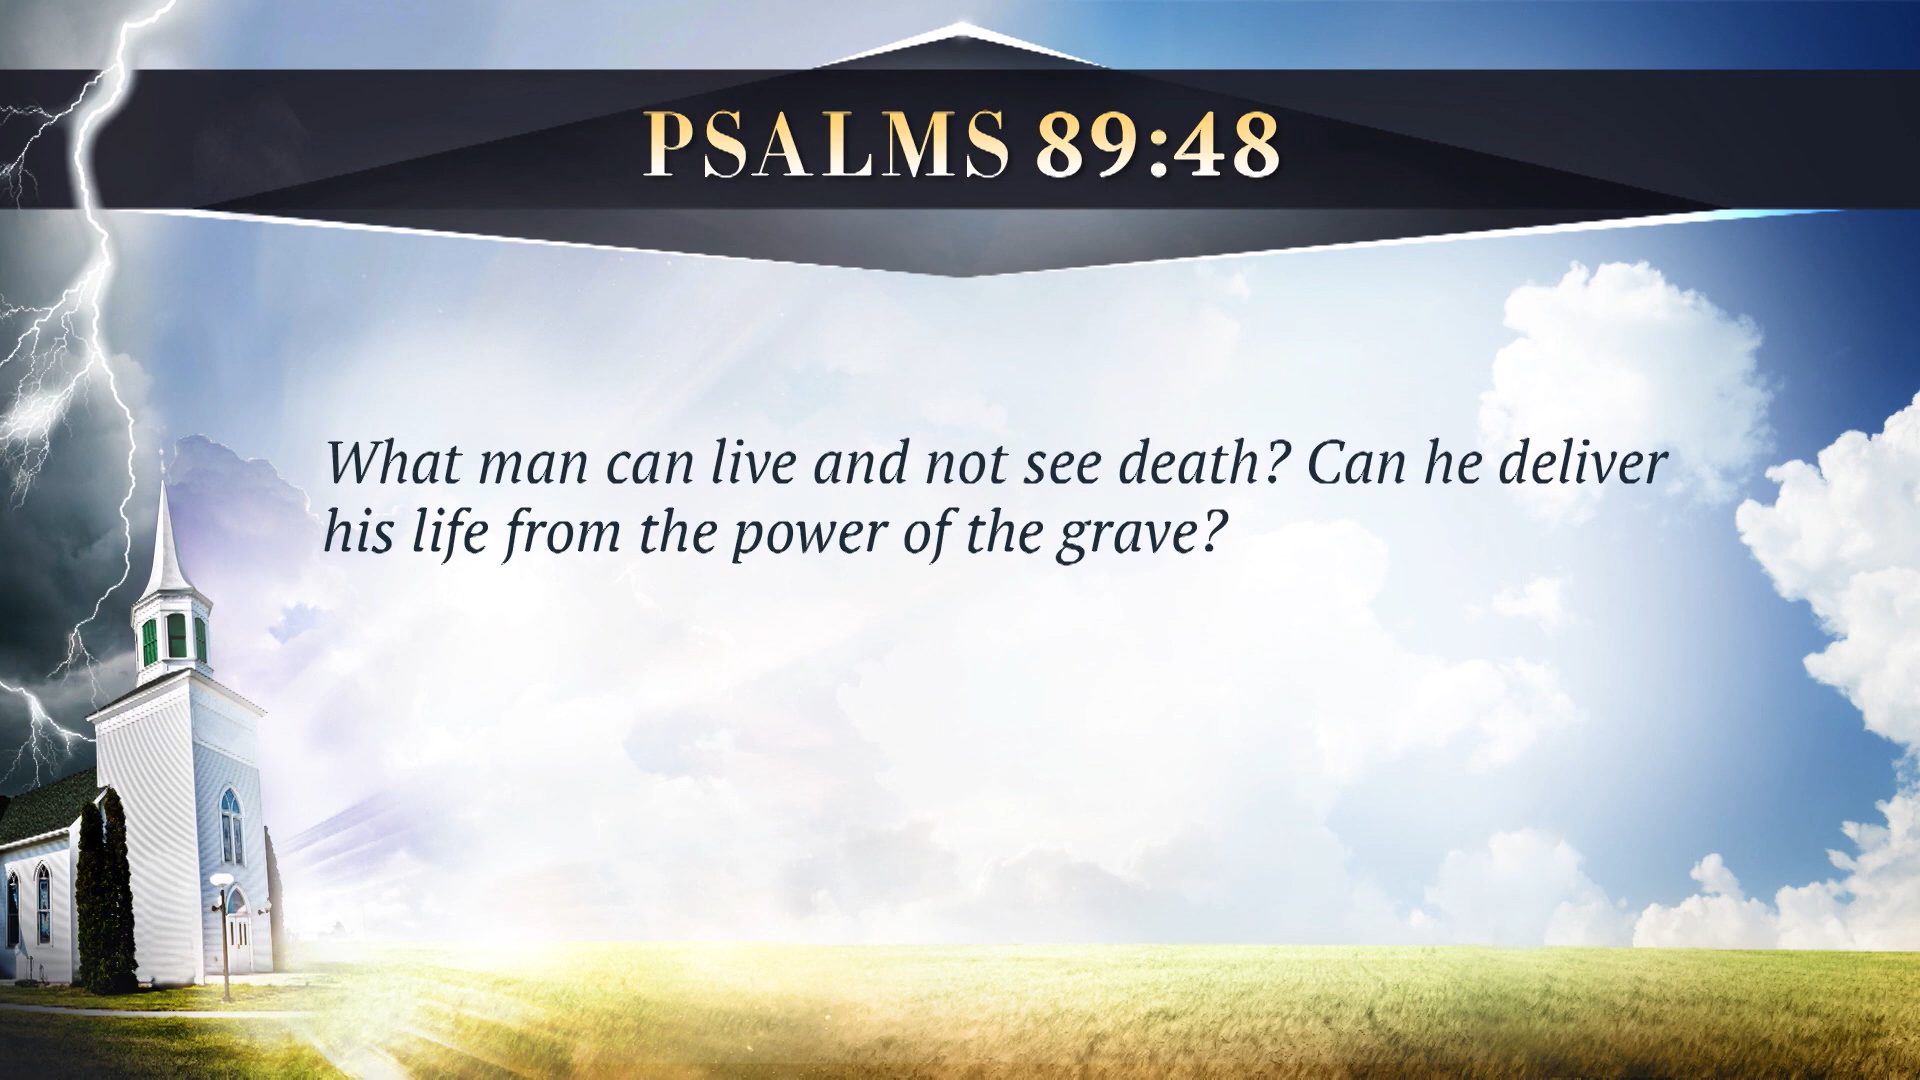 PSALMS 89:48
What man can live and not see death? Can he deliver
his life from the power of the grave?